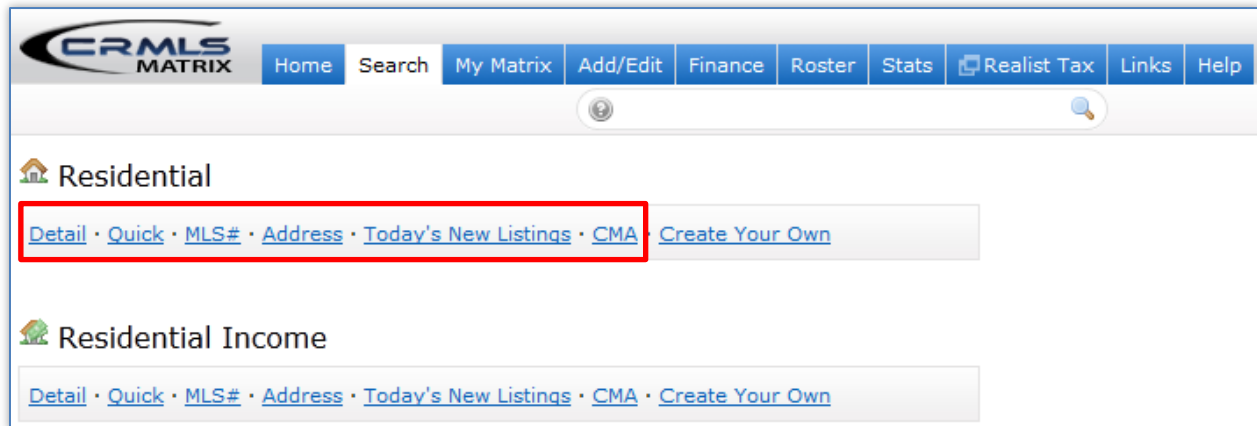 CRMLS
MATRIX
Home Search My Matrix Add/Edit Finance Roster Stats Realist Tax Links Help
?
Residential
Detail · Quick · MLS# · Address · Today's New Listings · CMA · Create Your Own
Residential Income
Detail · Quick · MLS# · Address · Today's New Listings · CMA · Create Your Own